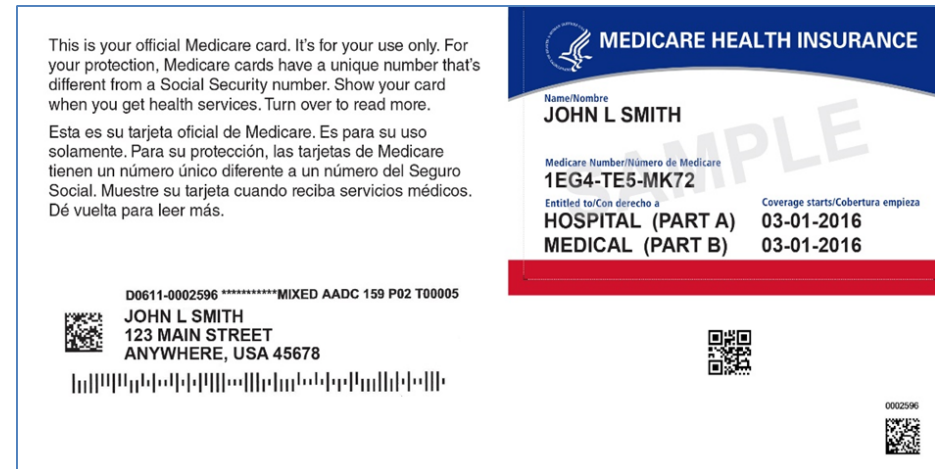 This is your official Medicare card. It's for your use only. For
your protection, Medicare cards have a unique number that's
different from a Social Security number. Show your card
when you get health services. Turn over to read more.
Esta es su tarjeta oficial de Medicare. Es para su uso
solamente. Para su protección, las tarjetas de Medicare
tienen un número único diferente a un número del Seguro
Social. Muestre su tarjeta cuando reciba servicios médicos.
Dé vuelta para leer más.
D0611-0002596 ***********MIXED AADC 159 P02 T00005
JOHN L SMITH
123 MAIN STREET
ANYWHERE, USA 45678
MEDICARE HEALTH INSURANCE
Name/Nombre
JOHN L SMITH
SAMPLE
Medicare Number/Número de Medicare
1EG4-TE5-MK72
Entitled to/Con derecho a Coverage starts/Cobertura empieza
HOSPITAL (PART A) 03-01-2016
MEDICAL (PART B) 03-01-2016
0002596